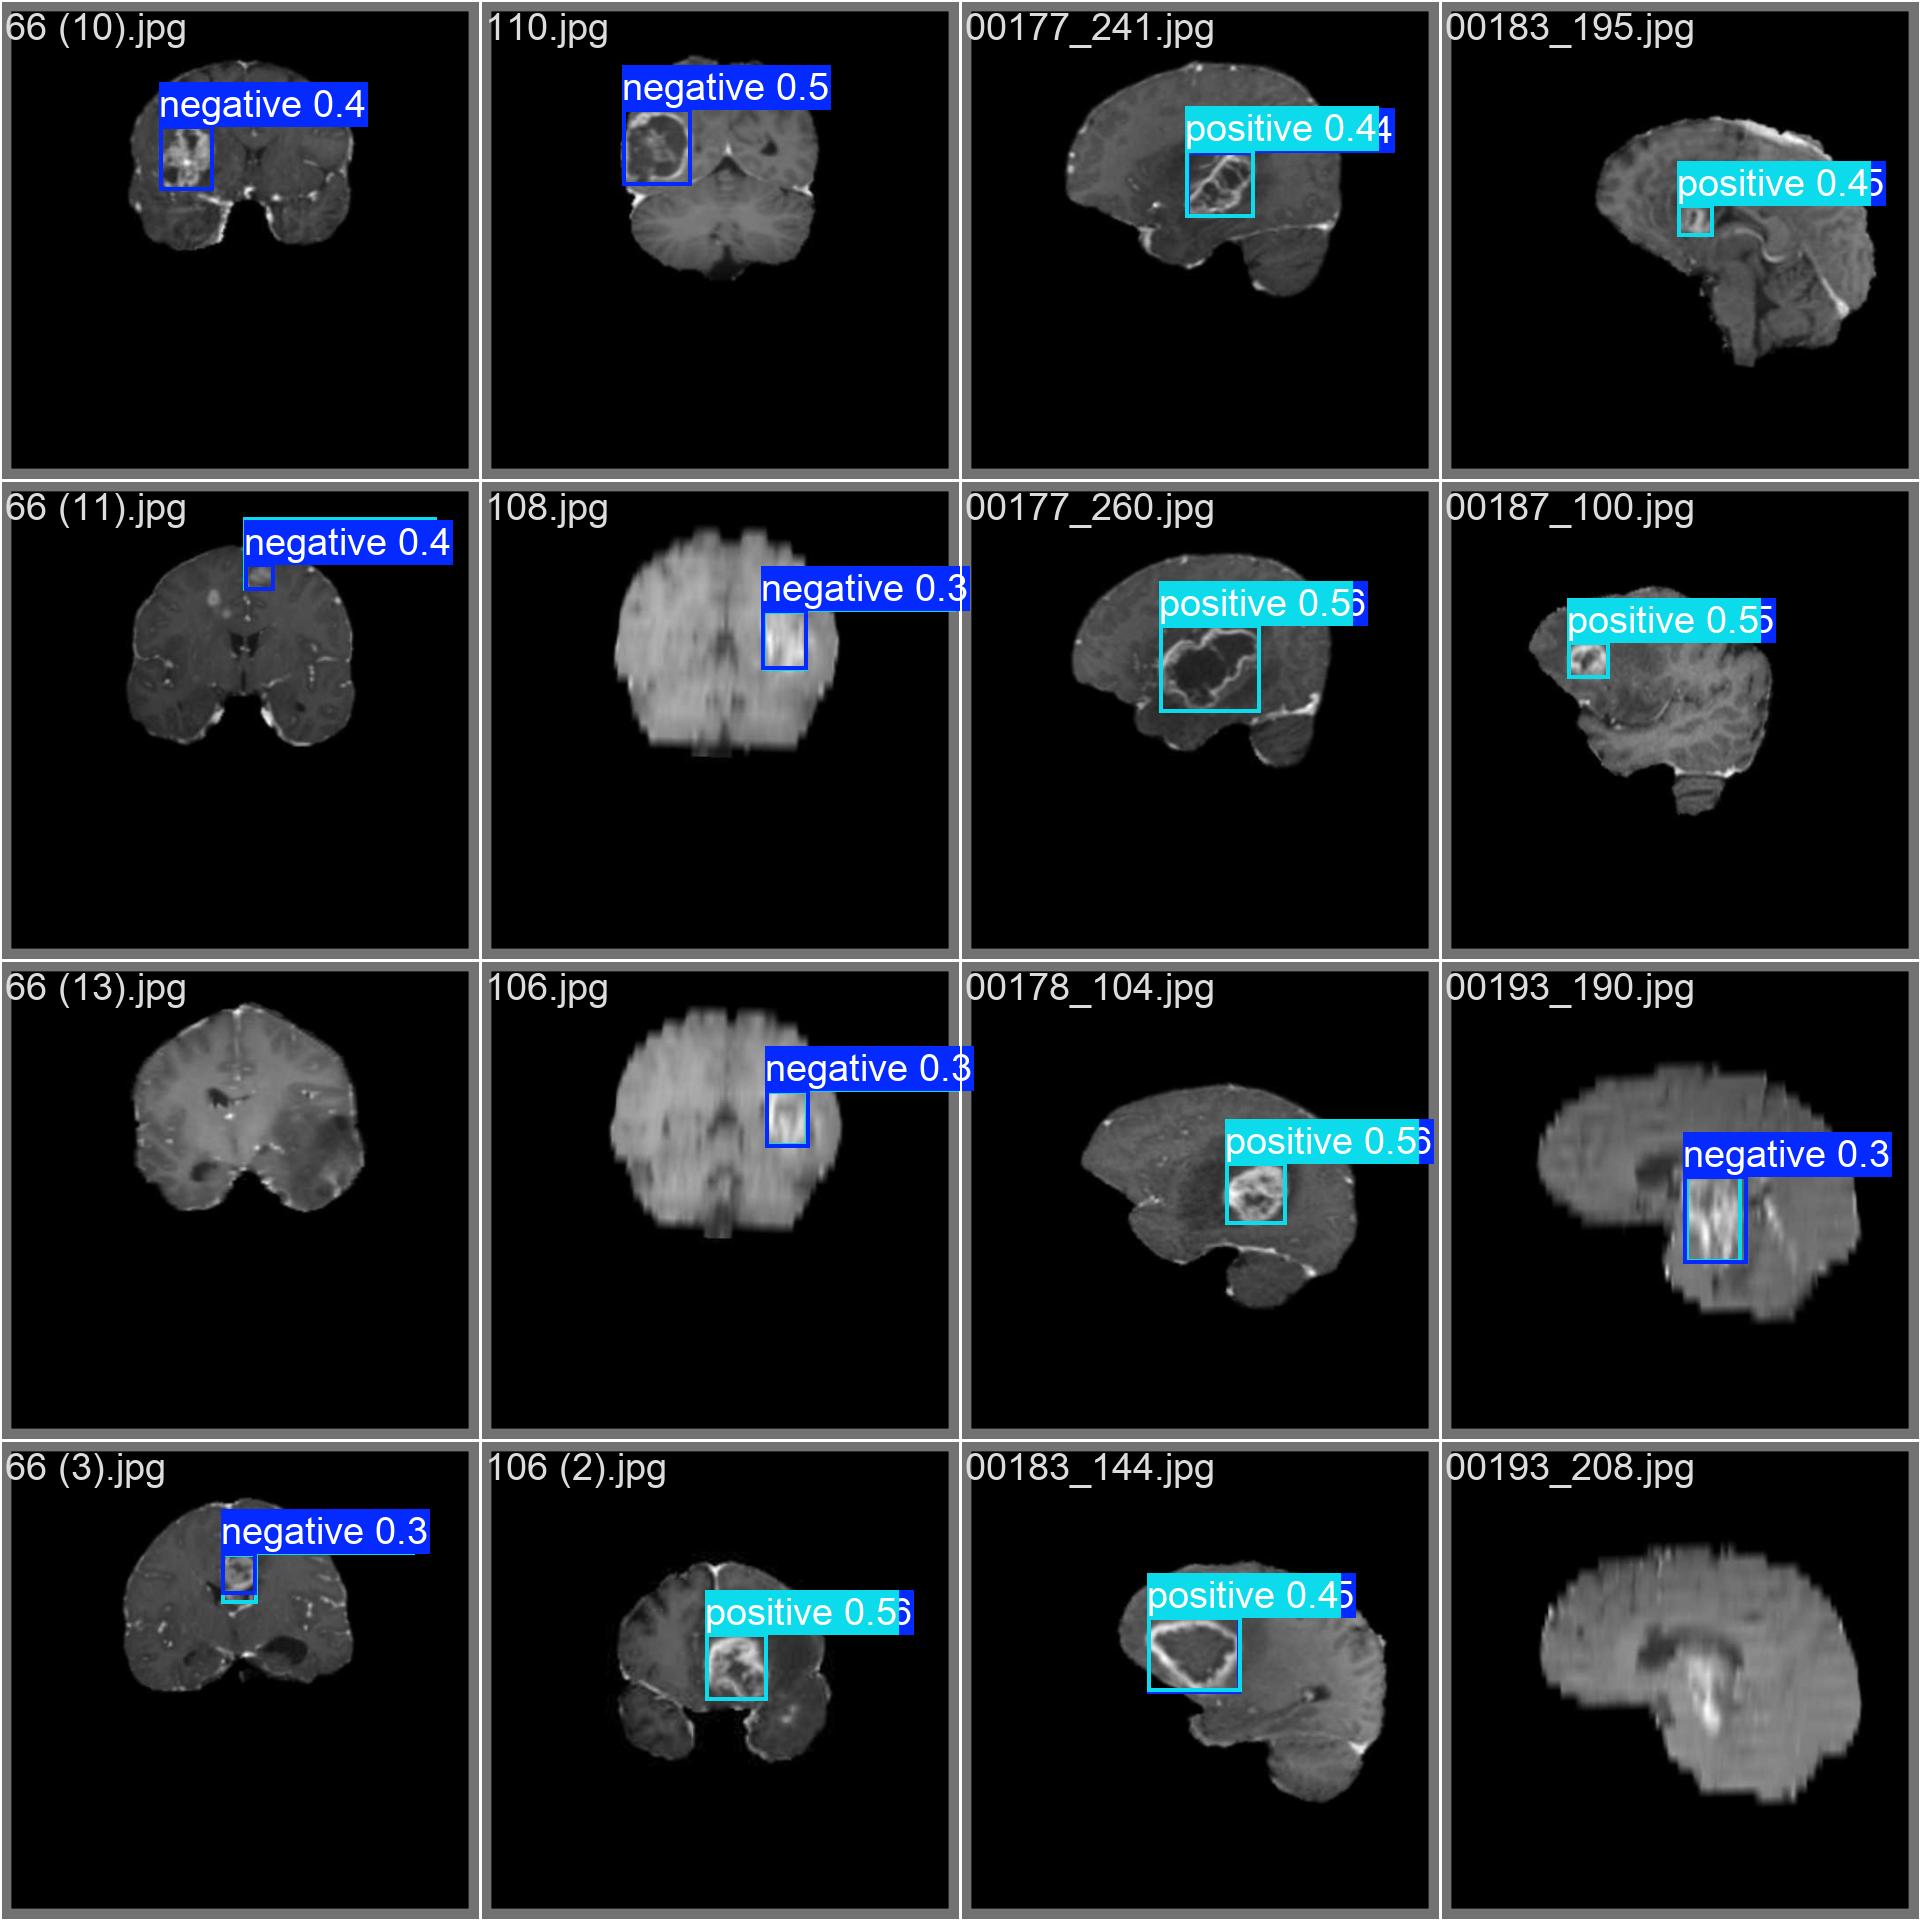 66 (10).jpg
negative 0.4
110.jpg
negative 0.5
00177_241.jpg
positive 0.44
00183_195.jpg
positive 0.45
66 (11).jpg
negative 0.4
108.jpg
negative 0.3
00177_260.jpg
positive 0.56
00187_100.jpg
positive 0.55
66 (13).jpg
106.jpg
negative 0.3
00178_104.jpg
positive 0.56
00193_190.jpg
negative 0.3
66 (3).jpg
negative 0.3
106 (2).jpg
positive 0.56
00183_144.jpg
positive 0.45
00193_208.jpg